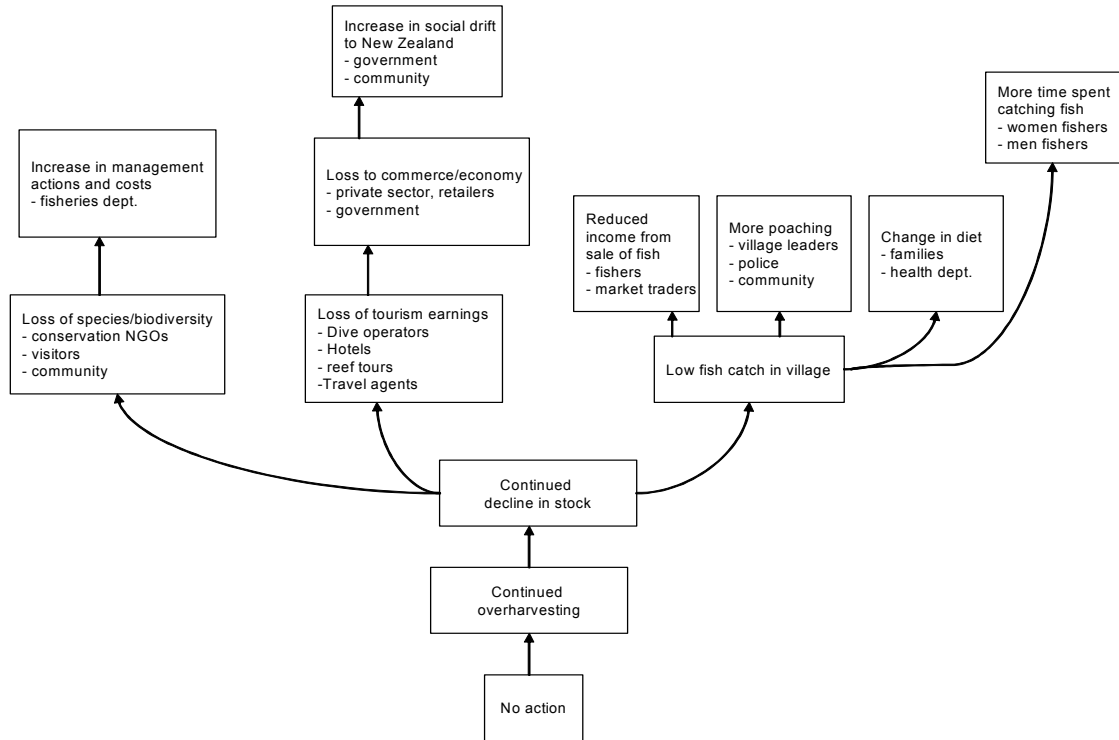 Increase in social drift
to New Zealand
- government
- community
More time spent
catching fish
- women fishers
- men fishers
Increase in management
actions and costs
- fisheries dept.
Loss to commerce/economy
- private sector, retailers
- government
Reduced
income from
sale of fish
- fishers
- market traders
More poaching
- village leaders
- police
- community
Change in diet
- families
- health dept.
Loss of species/biodiversity
- conservation NGOs
- visitors
- community
Loss of tourism earnings
- Dive operators
- Hotels
- reef tours
-Travel agents
Low fish catch in village
Continued
decline in stock
Continued
overharvesting
No action